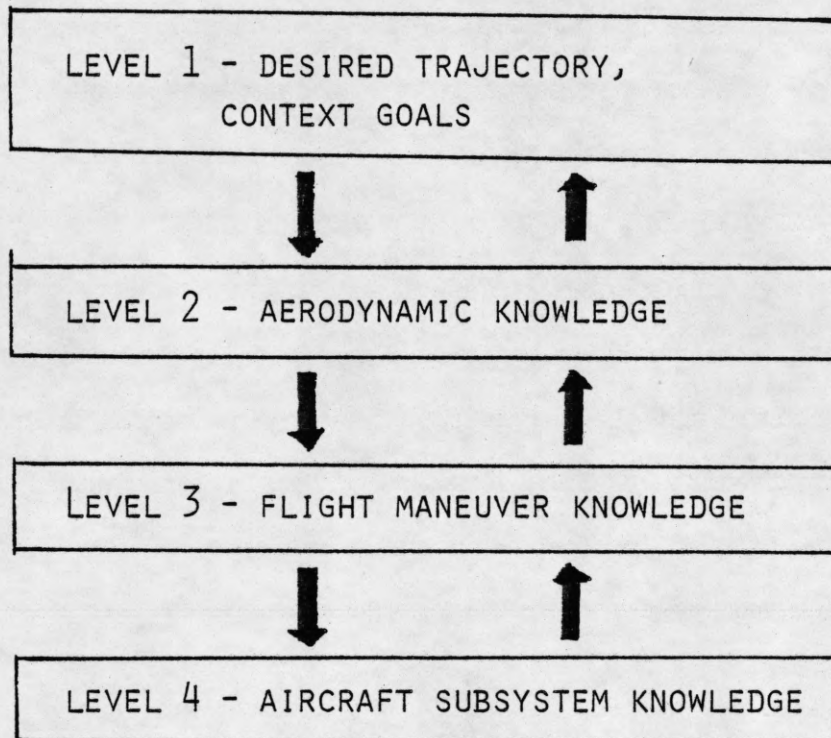 LEVEL 1 - DESIRED TRAJECTORY,
CONTEXT GOALS
LEVEL 2 - AERODYNAMIC KNOWLEDGE
LEVEL 3 - FLIGHT MANEUVER KNOWLEDGE
LEVEL 4 - AIRCRAFT SUBSYSTEM KNOWLEDGE